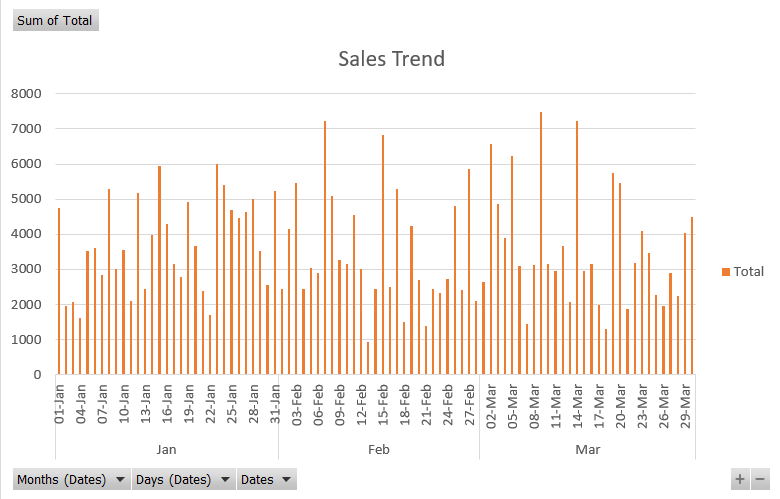 Sum of Total
Sales Trend
8000
7000
6000
5000
4000
3000
2000
1000
0
Total
01-Jan 04-Jan 07-Jan 10-Jan 13-Jan 16-Jan 19-Jan 22-Jan 25-Jan 28-Jan 31-Jan 03-Feb 06-Feb 09-Feb 12-Feb 15-Feb 18-Feb 21-Feb 24-Feb 27-Feb 02-Mar 05-Mar 08-Mar 11-Mar 14-Mar 17-Mar 20-Mar 23-Mar 26-Mar 29-Mar
Jan Feb Mar
Months (Dates) Days (Dates) Dates + −